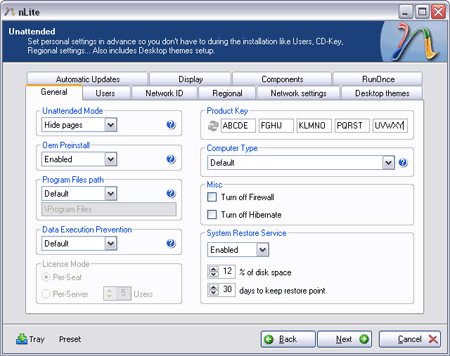 nLite
Unattended
Set personal settings in advance so you don't have to during the installation like Users, CD-Key,
Regional settings... Also includes Desktop themes setup.
Automatic Updates Display Components RunOnce
General Users Network ID Regional Network settings Desktop themes
Unattended Mode
Hide pages
Oem Preinstall
Enabled
Program Files path
Default
\Program Files
Data Execution Prevention
Default
License Mode
Per-Seat
Per-Server 5 Users
Product Key
ABCDE FGHIJ KLMNO PQRST UVWXY
Computer Type
Default
Misc
Turn off Firewall
Turn off Hibernate
System Restore Service
Enabled
12 % of disk space
30 days to keep restore point
Tray Preset Back Next Cancel